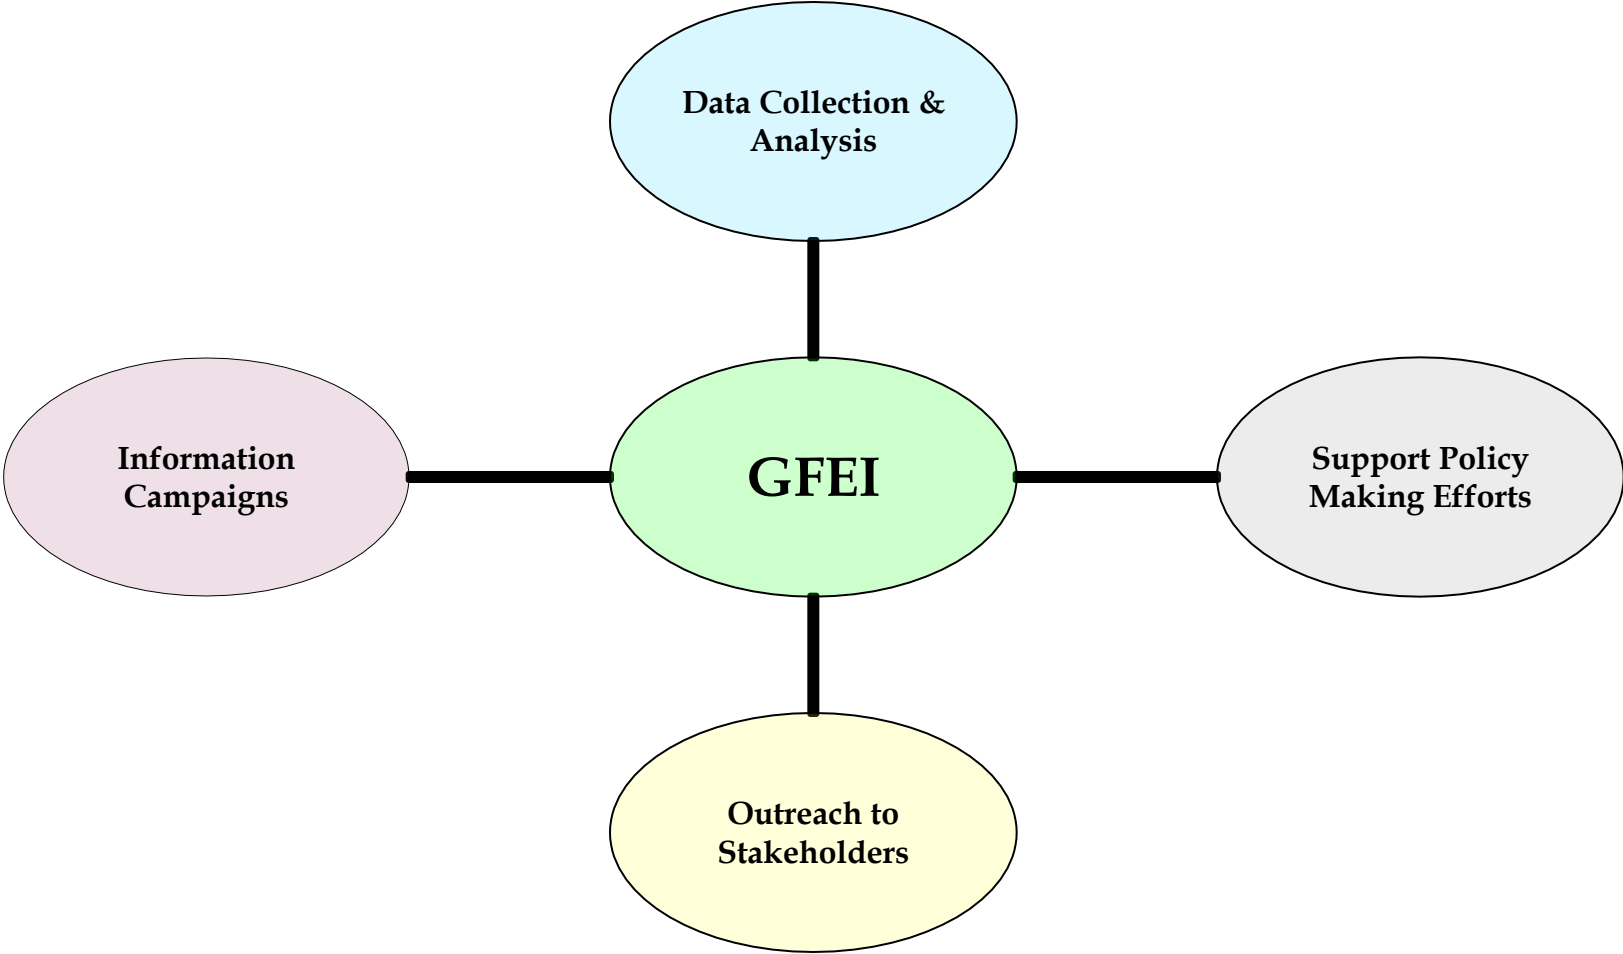 Data Collection &
Analysis
Information
Campaigns
GFEI
Support Policy
Making Efforts
Outreach to
Stakeholders